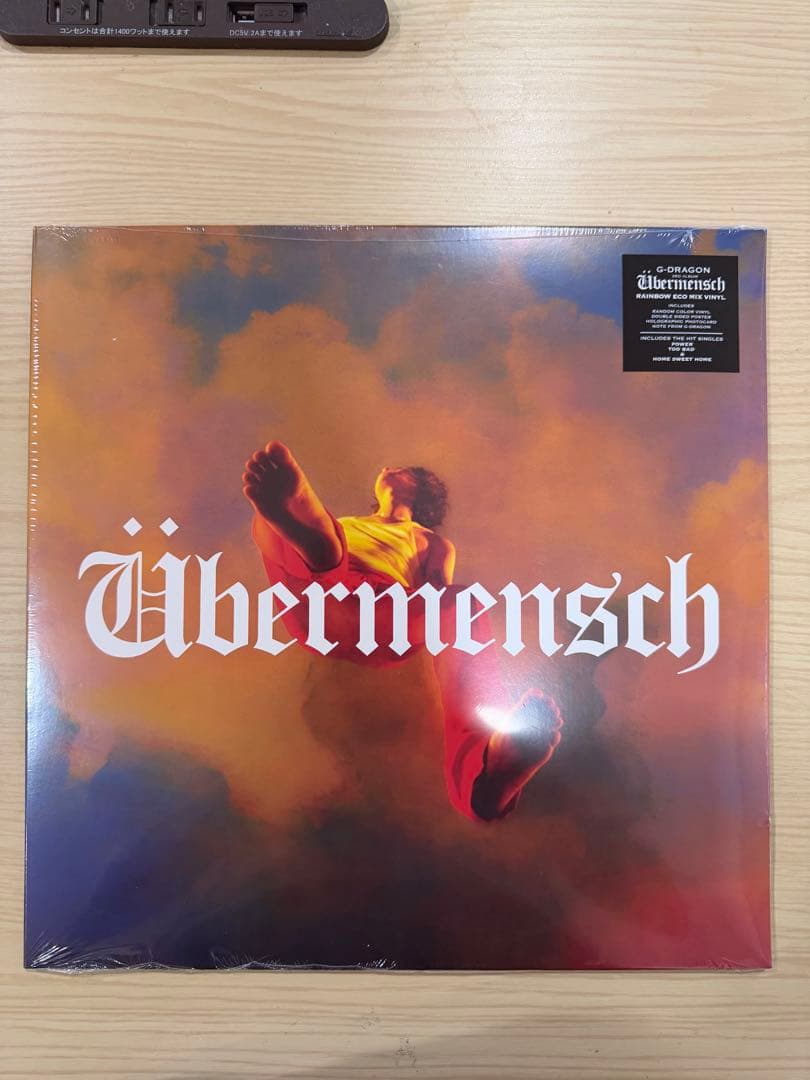 コンセントは合計1400ワットまで使えます
DC5V, 2Aまで使えます
G-DRAGON
3RD ALBUM
Übermensch
RAINBOW ECO MIX VINYL
INCLUDES
RANDOM COLOR VINYL
DOUBLE SIDED POSTER
HOLOGRAPHIC PHOTOCARD
NOTE FROM G-DRAGON
INCLUDES THE HIT SINGLES
POWER
TOO BAD
&
HOME SWEET HOME
Übermensch